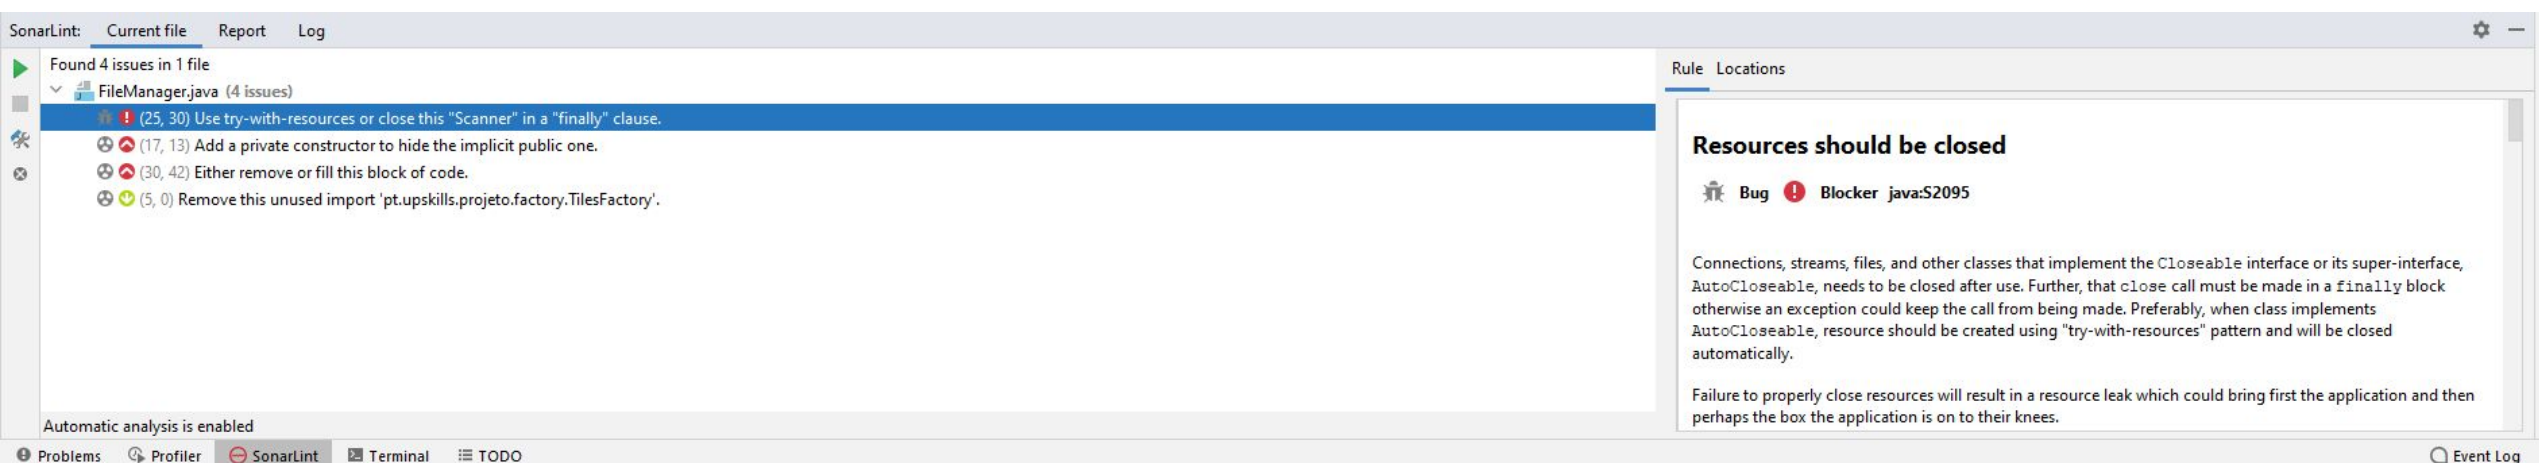 SonarLint: Current file Report Log
Found 4 issues in 1 file
FileManager.java (4 issues)
(25, 30) Use try-with-resources or close this "Scanner" in a "finally" clause.
(17, 13) Add a private constructor to hide the implicit public one.
(30, 42) Either remove or fill this block of code.
(5, 0) Remove this unused import 'pt.upskills.projeto.factory.TilesFactory'.
Automatic analysis is enabled
Rule Locations
Resources should be closed
Bug Blocker java:S2095
Connections, streams, files, and other classes that implement the Closeable interface or its super-interface,
AutoCloseable, needs to be closed after use. Further, that close call must be made in a finally block
otherwise an exception could keep the call from being made. Preferably, when class implements
AutoCloseable, resource should be created using "try-with-resources" pattern and will be closed
automatically.
Failure to properly close resources will result in a resource leak which could bring first the application and then
perhaps the box the application is on to their knees.
Problems Profiler SonarLint Terminal TODO Event Log